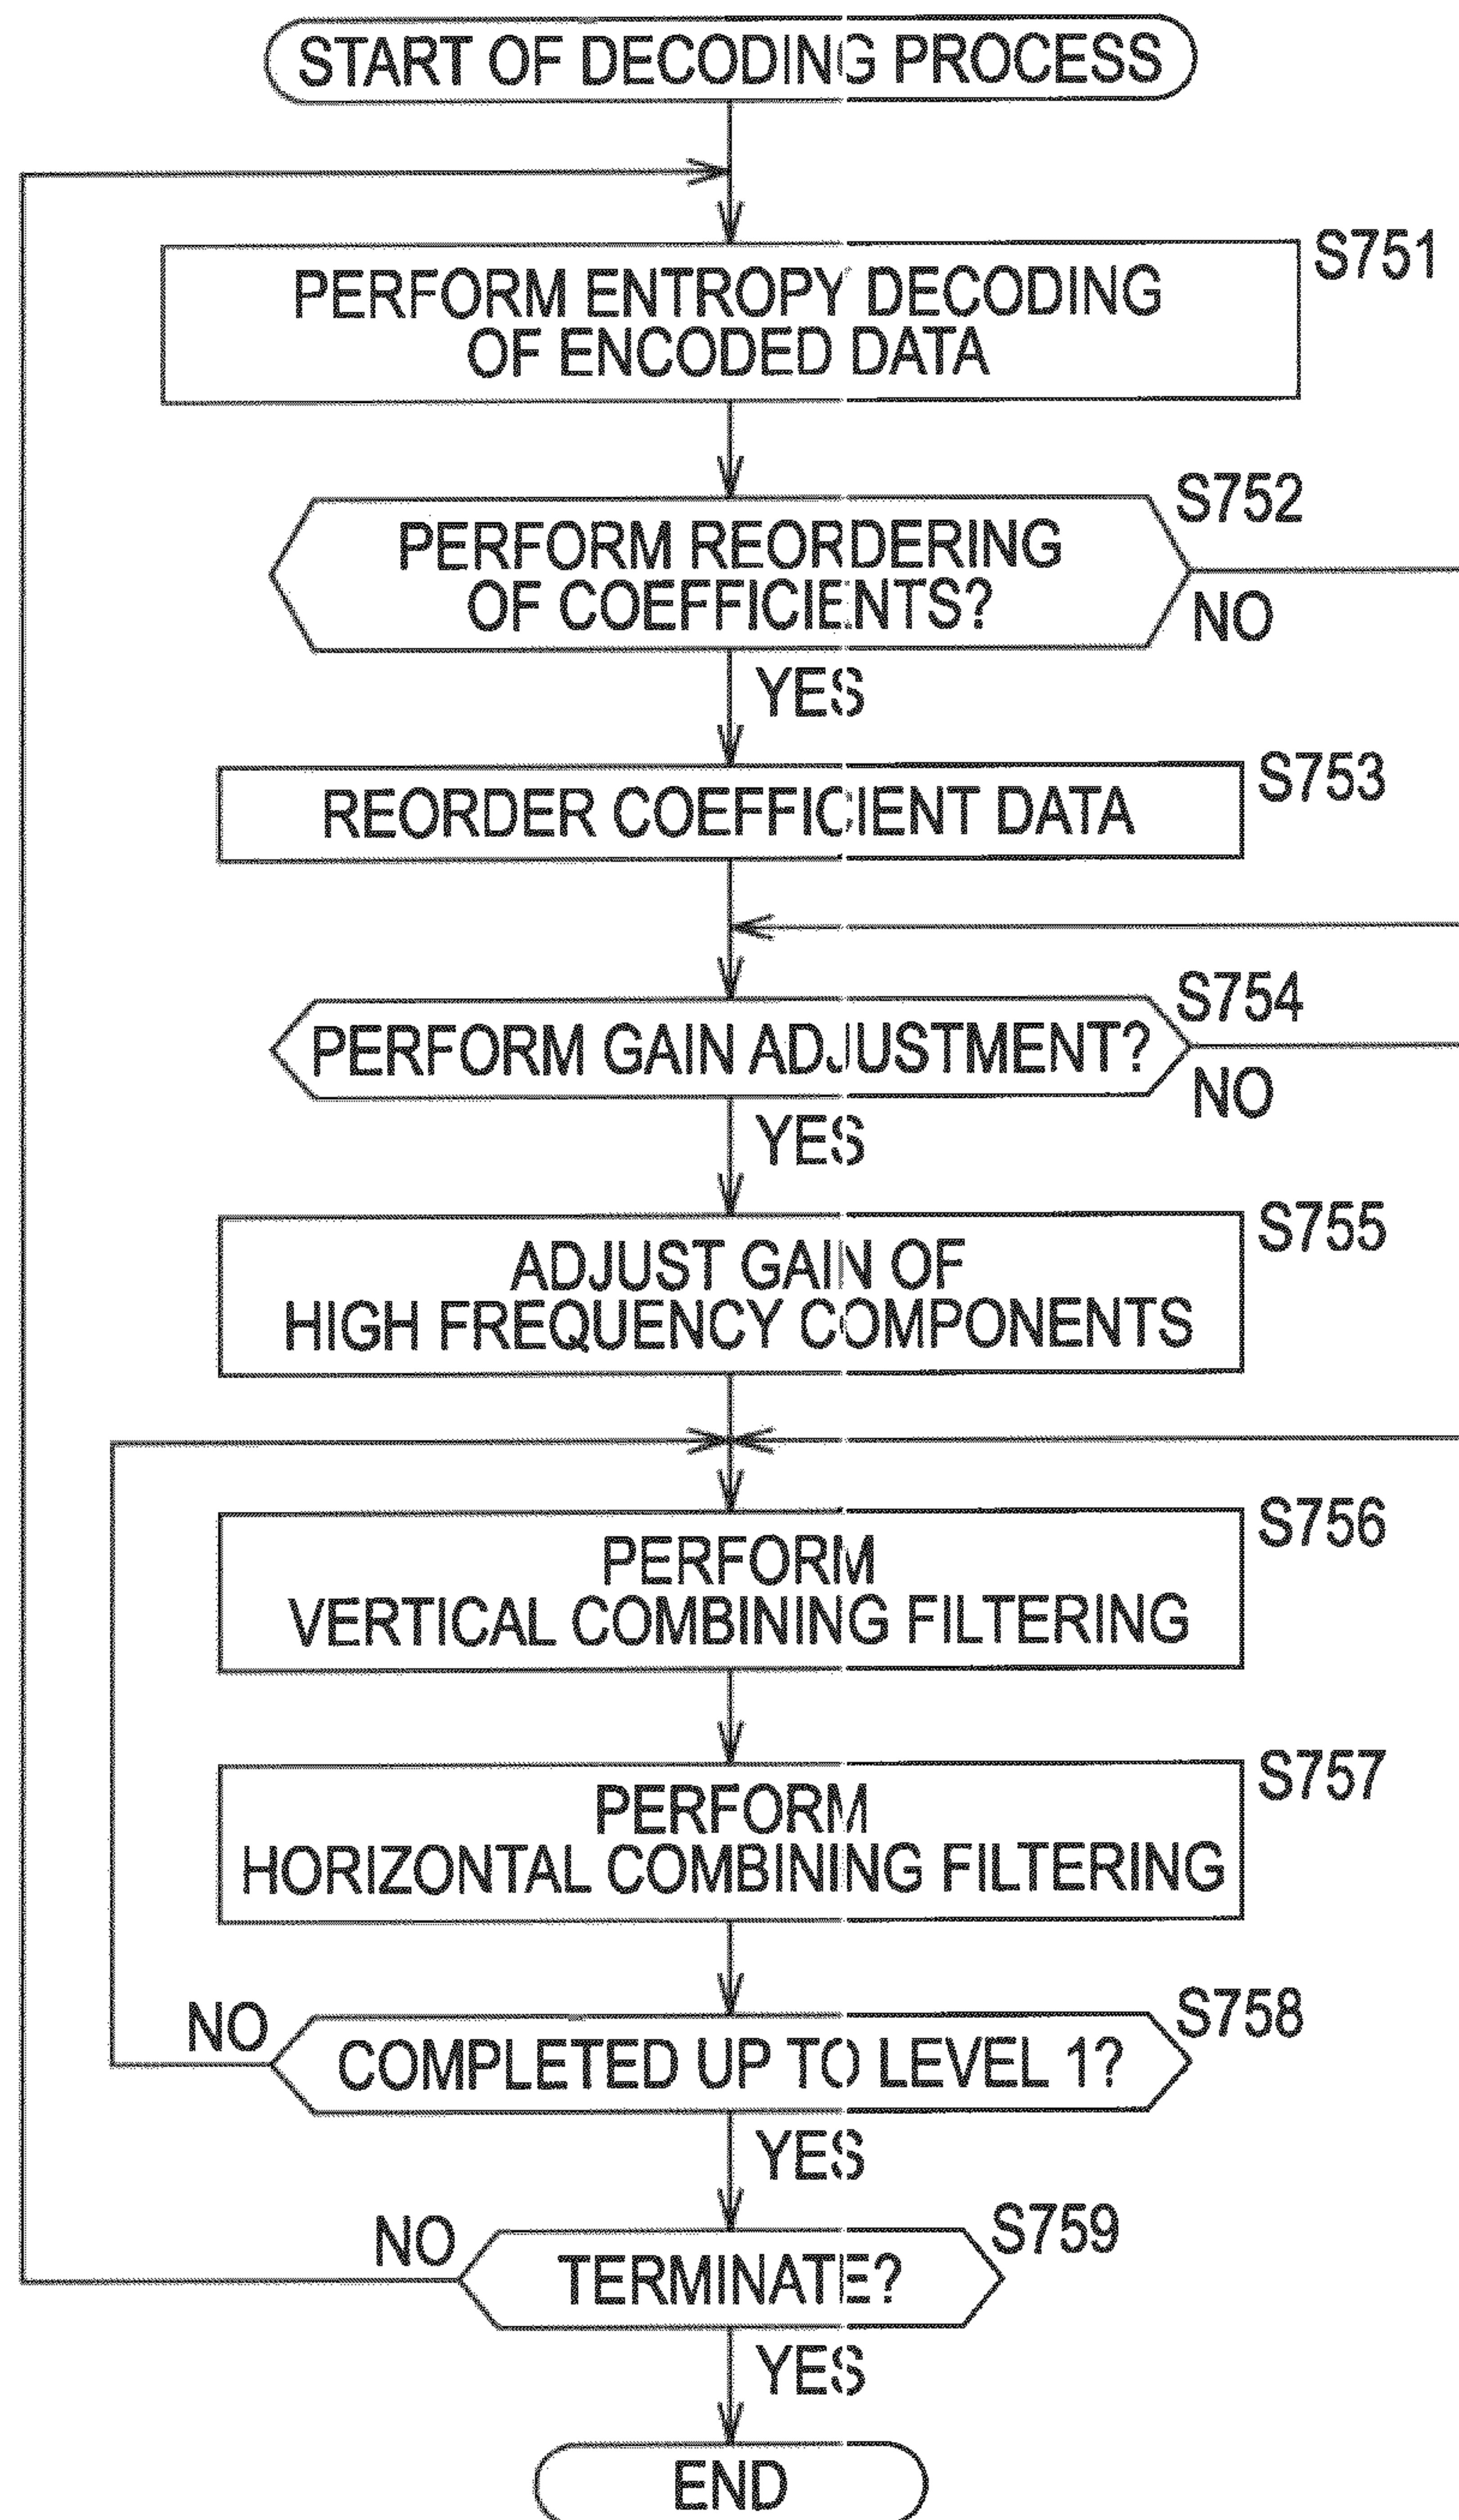 START OF DECODING PROCESS
S751
PERFORM ENTROPY DECODING
OF ENCODED DATA
S752
PERFORM REORDERING
OF COEFFICIENTS?
NO
YES
S753
REORDER COEFFICIENT DATA
S754
PERFORM GAIN ADJUSTMENT?
NO
YES
S755
ADJUST GAIN OF
HIGH FREQUENCY COMPONENTS
S756
PERFORM
VERTICAL COMBINING FILTERING
S757
PERFORM
HORIZONTAL COMBINING FILTERING
S758
NO
COMPLETED UP TO LEVEL 1?
YES
S759
NO
TERMINATE?
YES
END